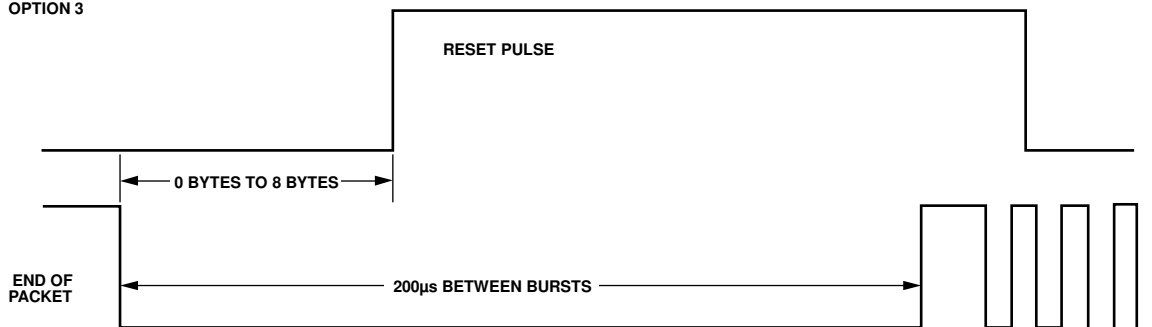 OPTION 3
RESET PULSE
0 BYTES TO 8 BYTES
END OF
PACKET
200µs BETWEEN BURSTS